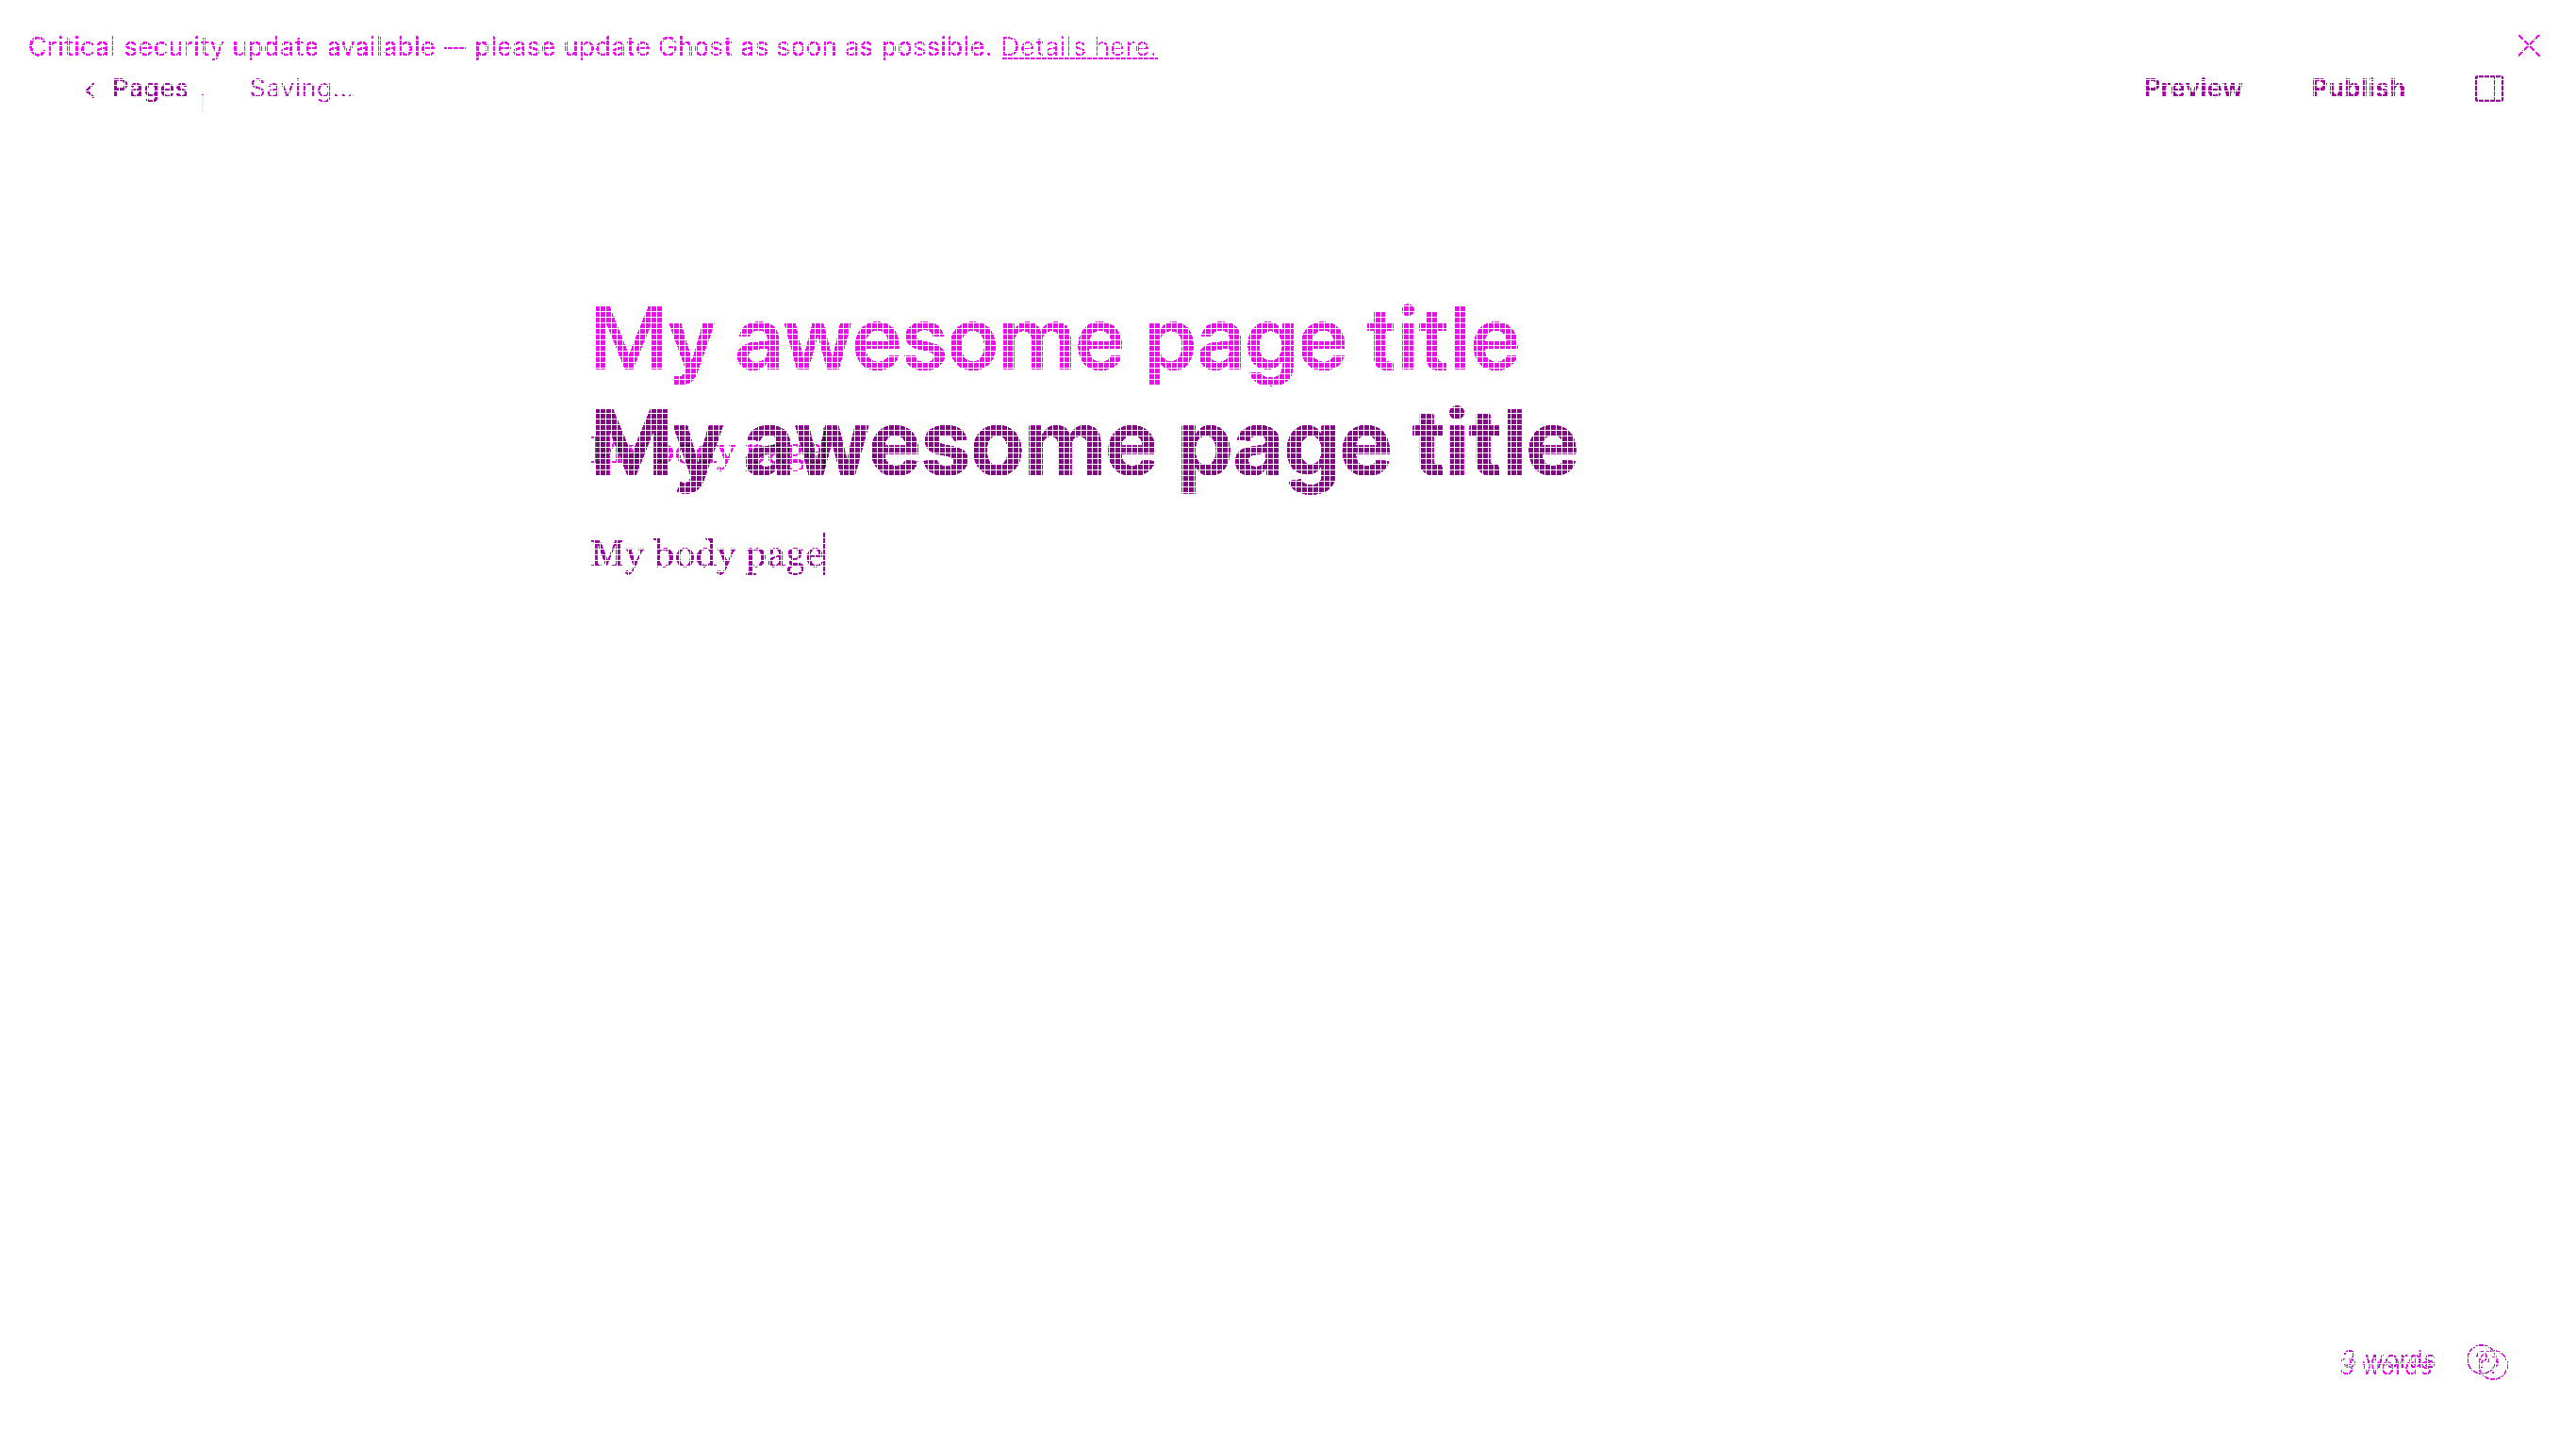 Critical security update available — please update Ghost as soon as possible. Details here.
Pages Saving... Preview Publish
My awesome page title
My awesome page title
My body page
3 words